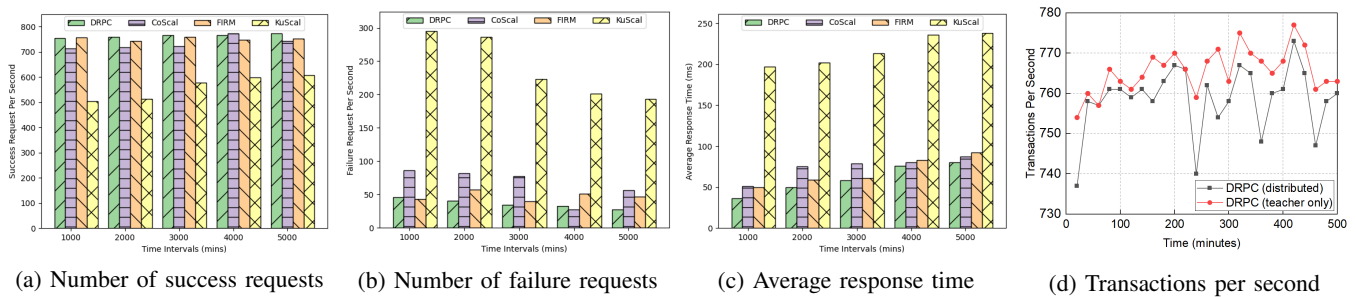 DRPC CoScal FIRM KuScal
Success Request Per Second
800
700
600
500
400
300
200
100
0
1000 2000 3000 4000 5000
Time Intervals (mins)
(a) Number of success requests
DRPC CoScal FIRM KuScal
Failure Request Per Second
300
250
200
150
100
50
0
1000 2000 3000 4000 5000
Time Intervals (mins)
(b) Number of failure requests
DRPC CoScal FIRM KuScal
Average Response Time (ms)
250
200
150
100
50
0
1000 2000 3000 4000 5000
Time Intervals (mins)
(c) Average response time
Transactions Per Second
780
770
760
750
740
730
DRPC (distributed)
DRPC (teacher only)
0 100 200 300 400 500
Time (minutes)
(d) Transactions per second